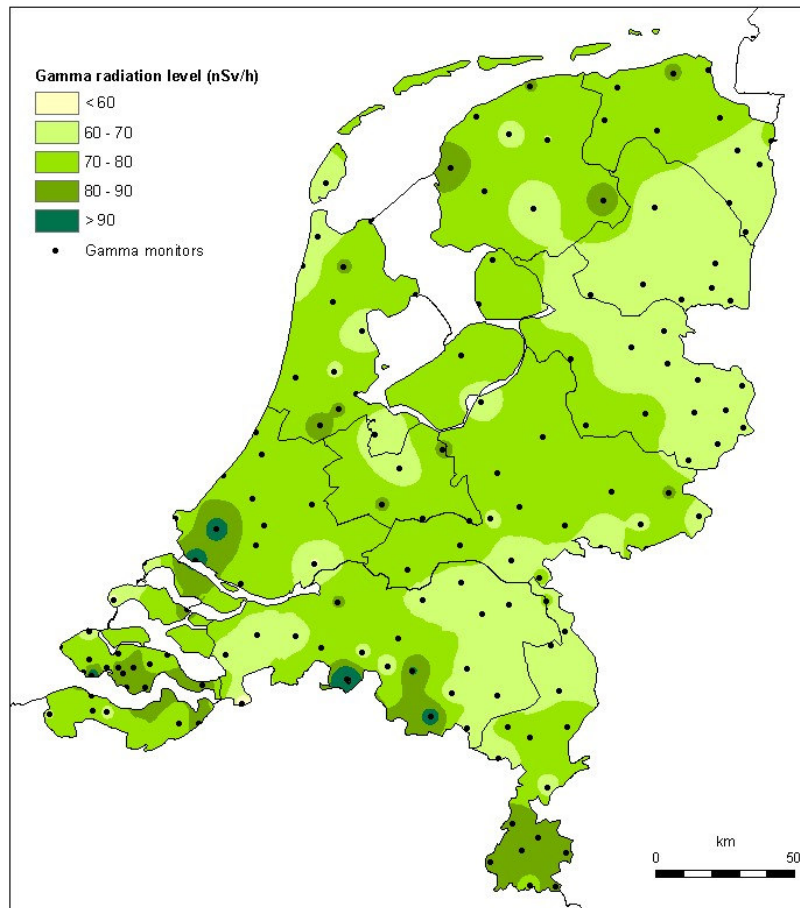 Gamma radiation level (nSv/h)
< 60
60 - 70
70 - 80
80 - 90
> 90
Gamma monitors
km
0 50